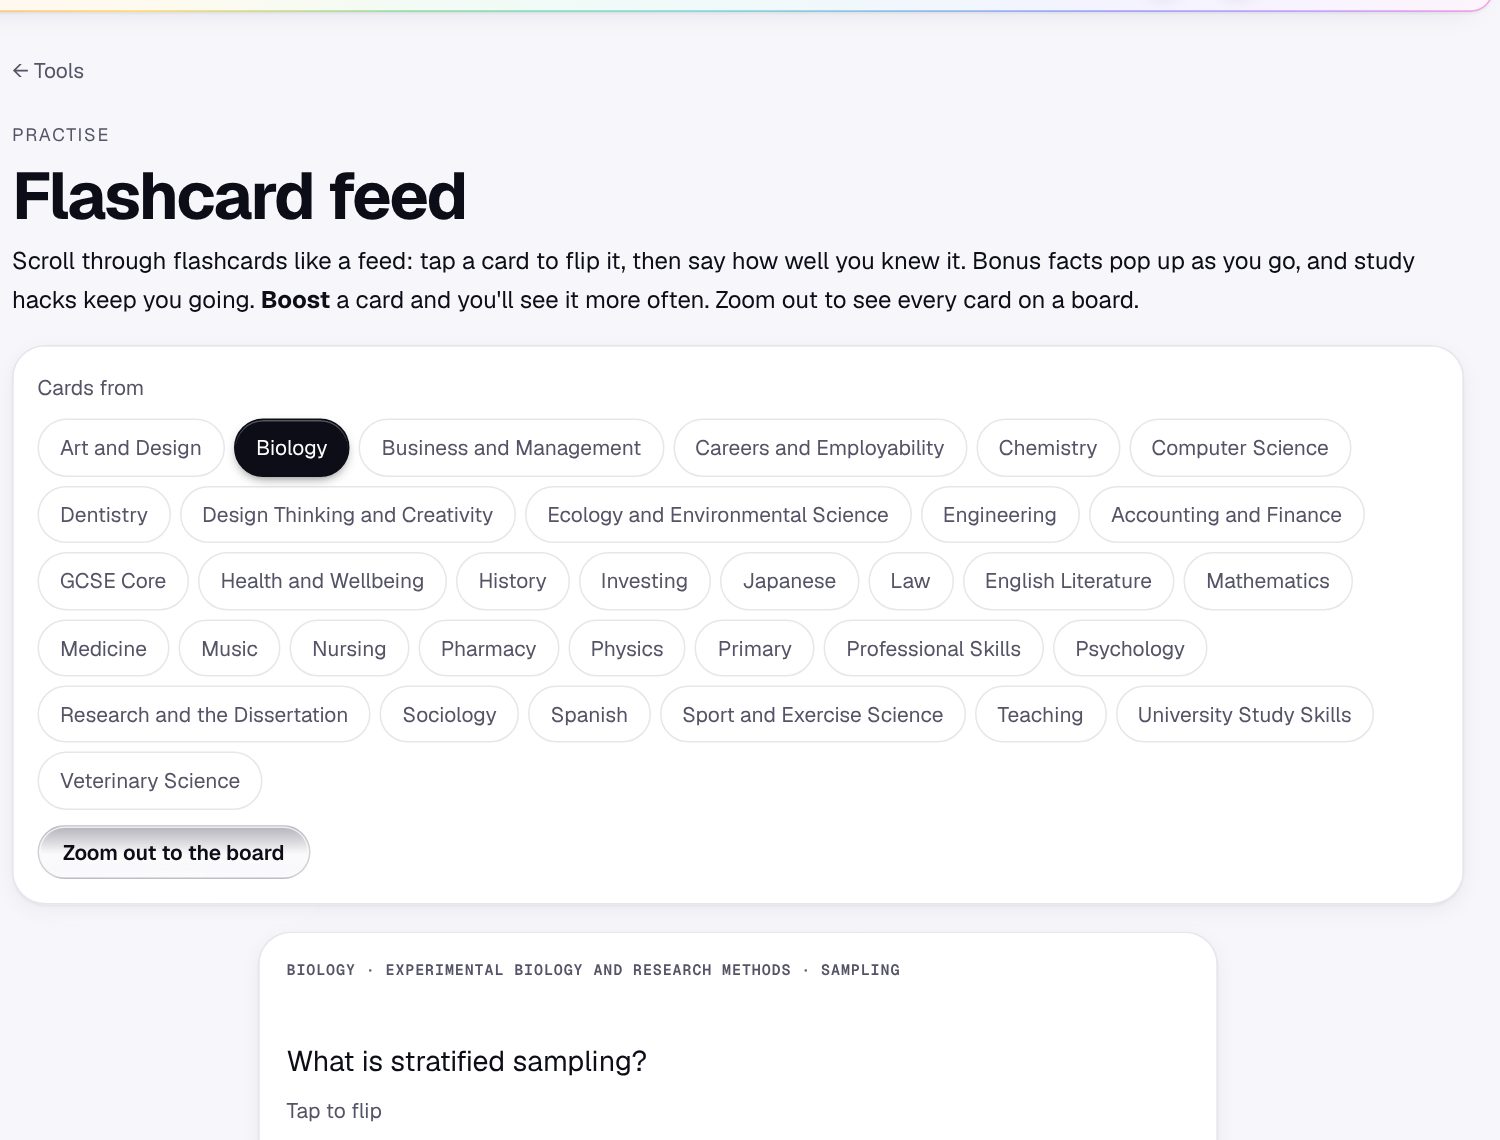 ← Tools
PRACTISE
Flashcard feed
Scroll through flashcards like a feed: tap a card to flip it, then say how well you knew it. Bonus facts pop up as you go, and study
hacks keep you going. Boost a card and you'll see it more often. Zoom out to see every card on a board.
Cards from
Art and Design Biology Business and Management Careers and Employability Chemistry Computer Science
Dentistry Design Thinking and Creativity Ecology and Environmental Science Engineering Accounting and Finance
GCSE Core Health and Wellbeing History Investing Japanese Law English Literature Mathematics
Medicine Music Nursing Pharmacy Physics Primary Professional Skills Psychology
Research and the Dissertation Sociology Spanish Sport and Exercise Science Teaching University Study Skills
Veterinary Science
Zoom out to the board
BIOLOGY · EXPERIMENTAL BIOLOGY AND RESEARCH METHODS · SAMPLING
What is stratified sampling?
Tap to flip